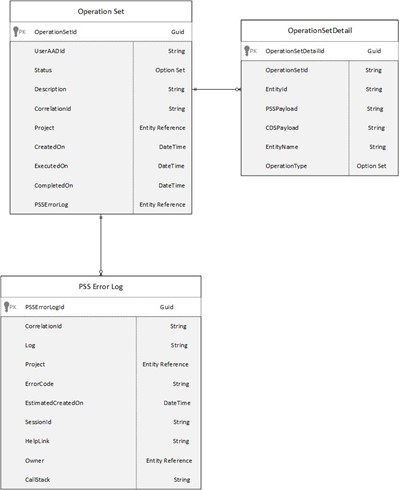 Operation Set
PK OperationSetId Guid
UserAADId String
Status Option Set
Description String
CorrelationId String
Project Entity Reference
CreatedOn DateTime
ExecutedOn DateTime
CompletedOn DateTime
PSSErrorLog Entity Reference
OperationSetDetail
PK OperationSetDetailId Guid
OperationSetId String
EntityId String
PSSPayload String
CDSPayload String
EntityName String
OperationType Option Set
PSS Error Log
PK PSSErrorLogId Guid
CorrelationId String
Log String
Project Entity Reference
ErrorCode String
EstimatedCreatedOn DateTime
SessionId String
HelpLink String
Owner Entity Reference
CallStack String